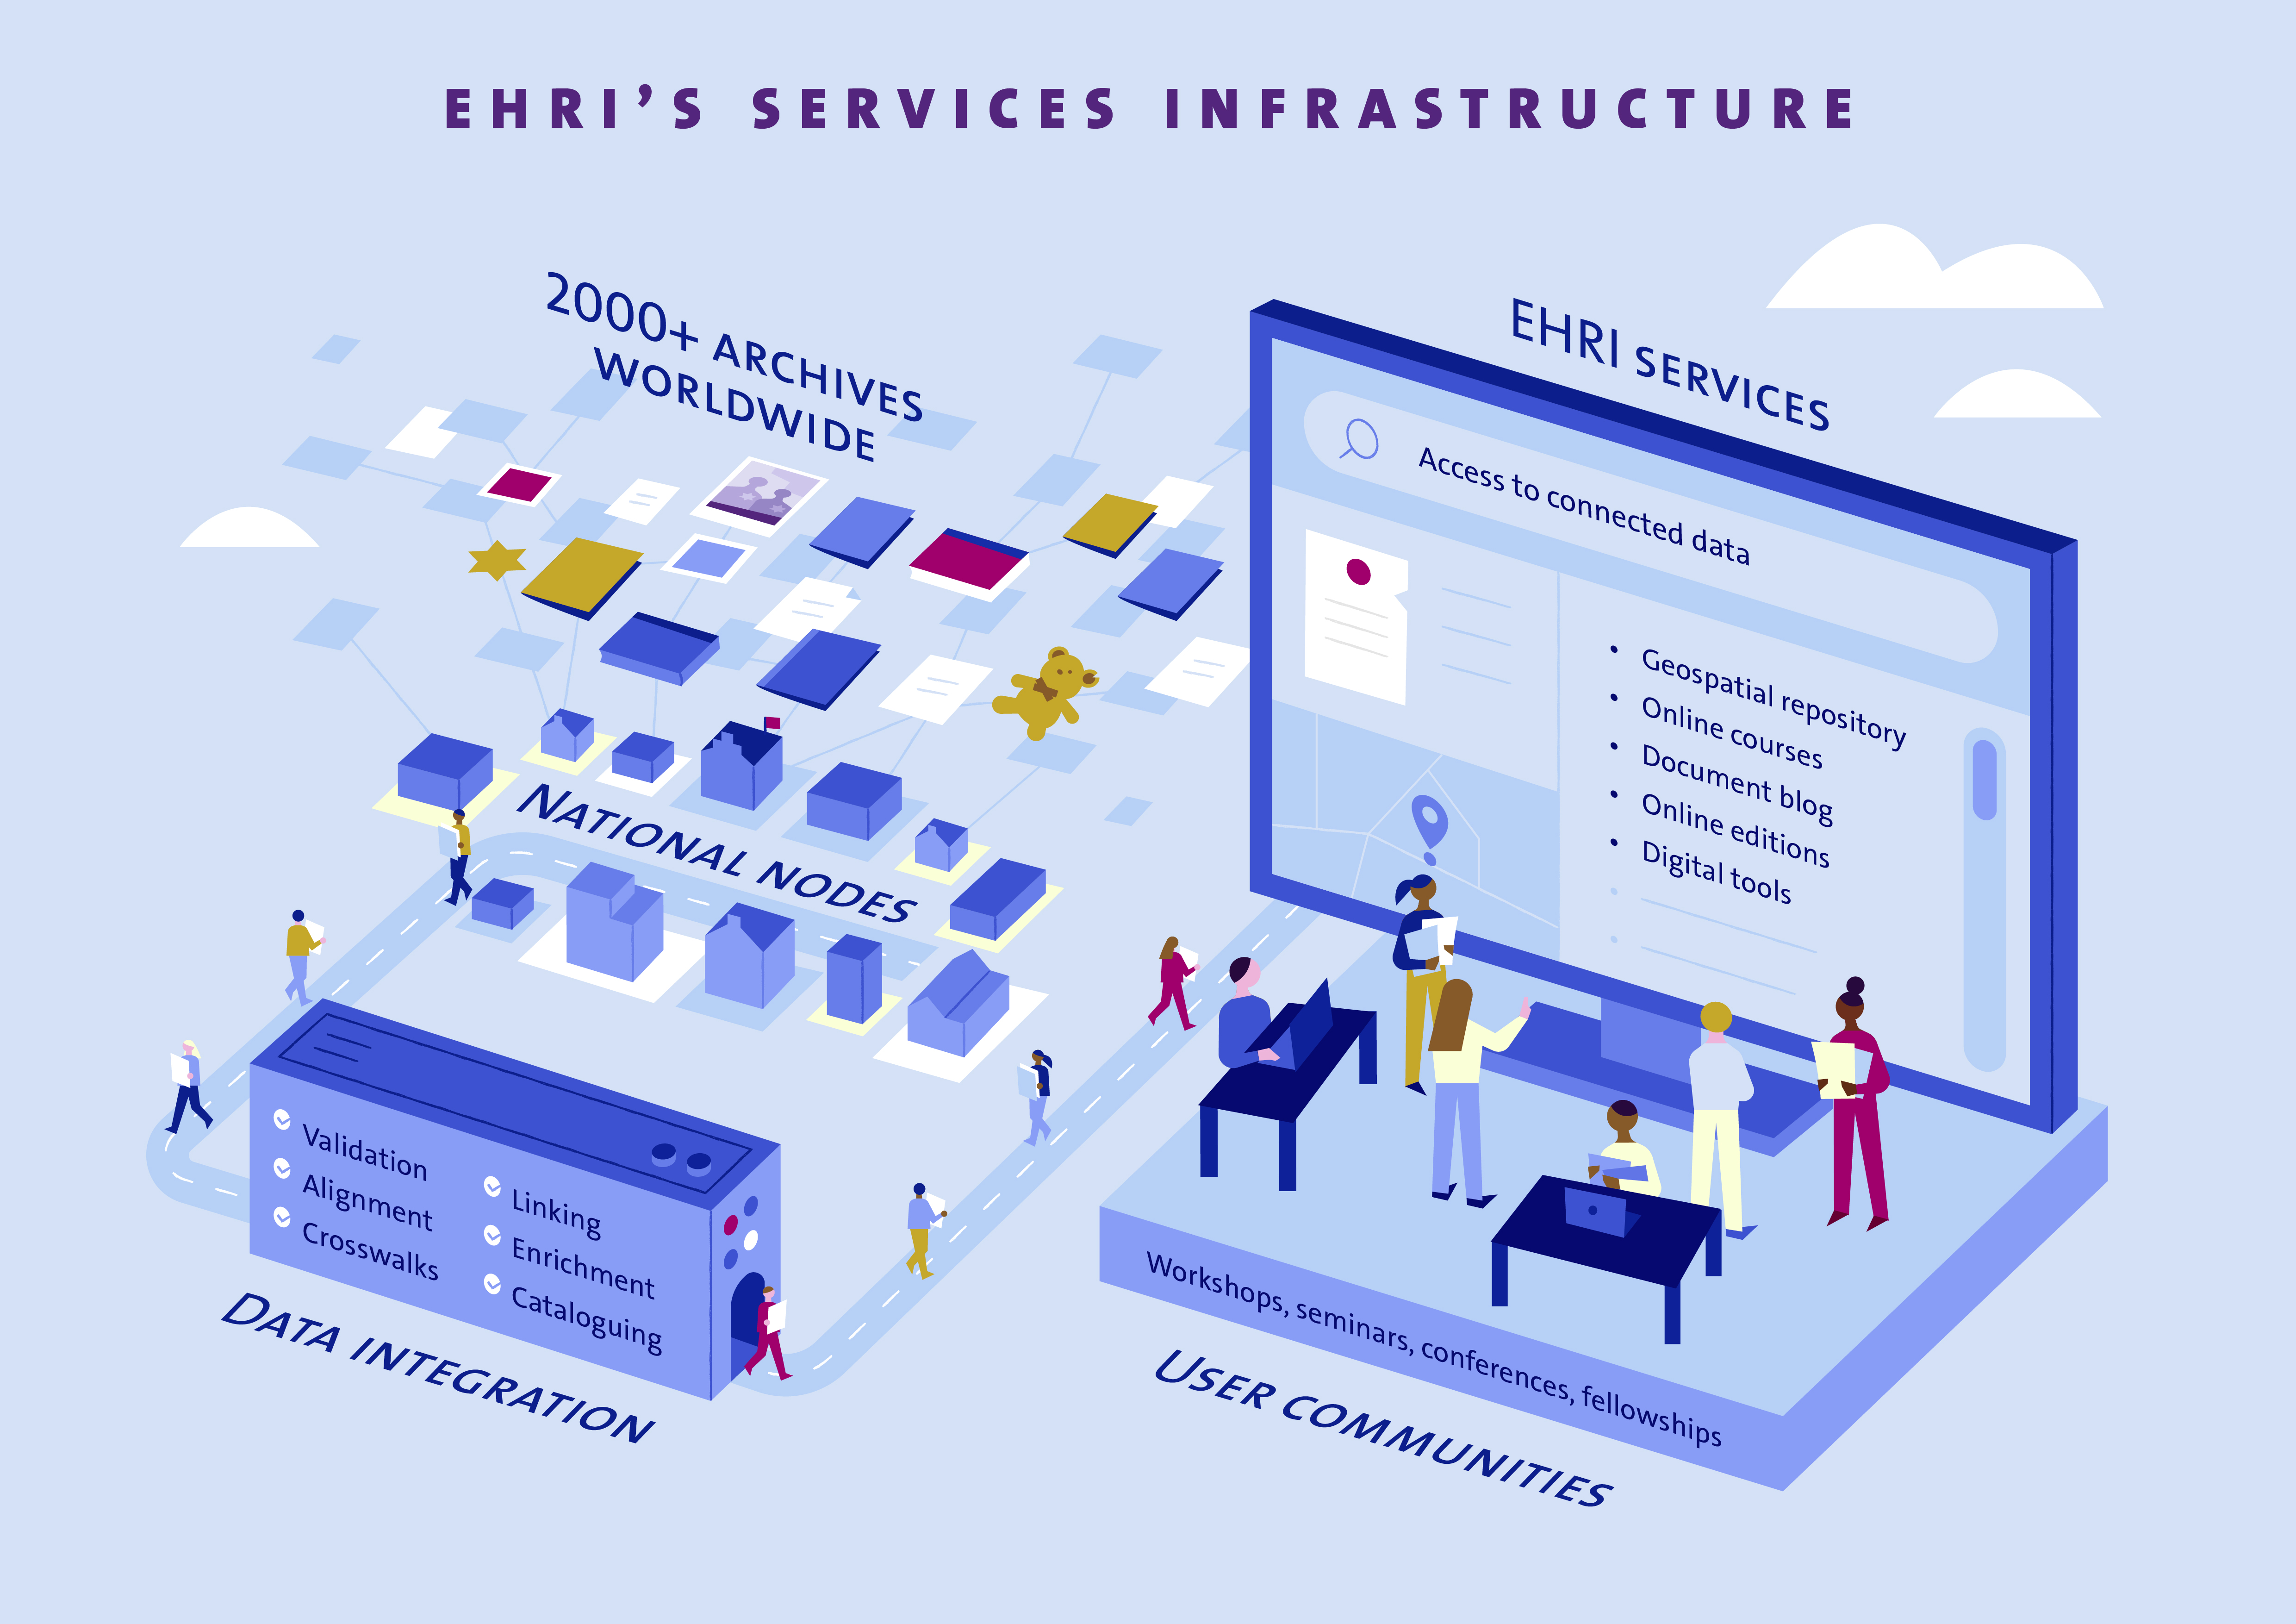 EHRI’S SERVICES INFRASTRUCTURE
2000+ ARCHIVES
WORLDWIDE
EHRI SERVICES
Access to connected data
• Geospatial repository
• Online courses
• Document blog
• Online editions
• Digital tools
NATIONAL NODES
Validation
Alignment
Crosswalks
Linking
Enrichment
Cataloguing
DATA INTEGRATION
Workshops, seminars, conferences, fellowships
USER COMMUNITIES